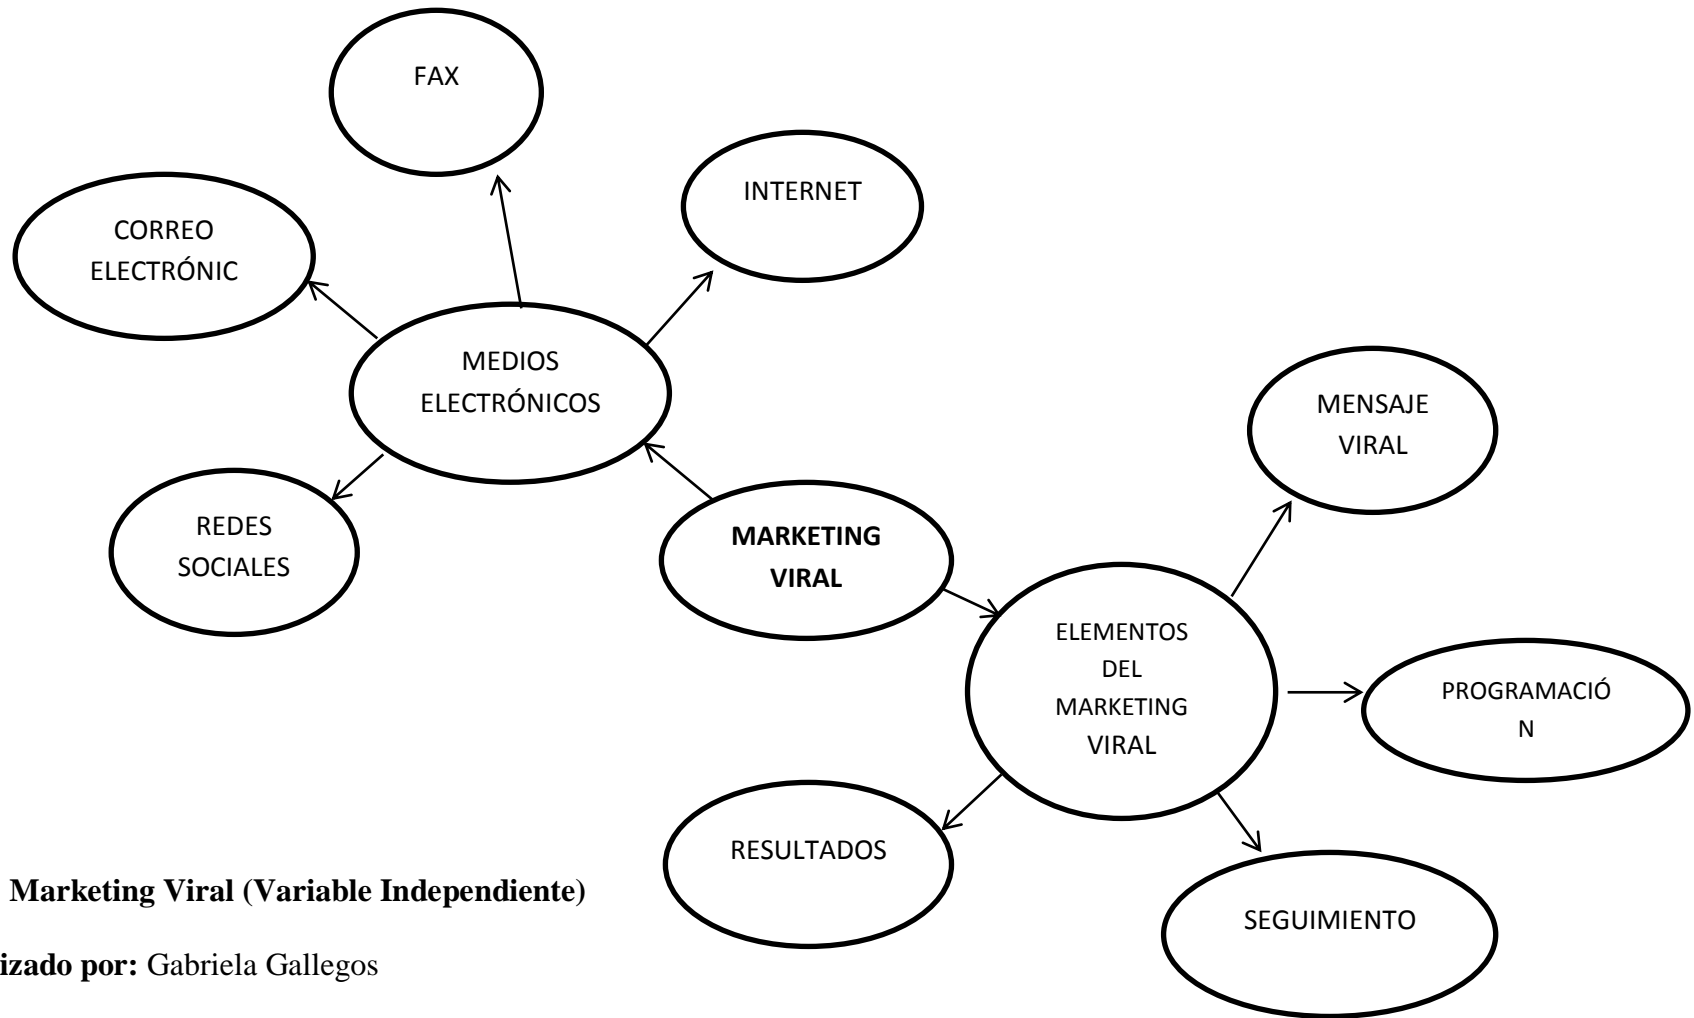 FAX
INTERNET
CORREO
ELECTRÓNIC
MEDIOS
ELECTRÓNICOS
MENSAJE
VIRAL
REDES
SOCIALES
MARKETING
VIRAL
ELEMENTOS
DEL
MARKETING
VIRAL
PROGRAMACIÓ
N
RESULTADOS
SEGUIMIENTO
Marketing Viral (Variable Independiente)
izado por: Gabriela Gallegos